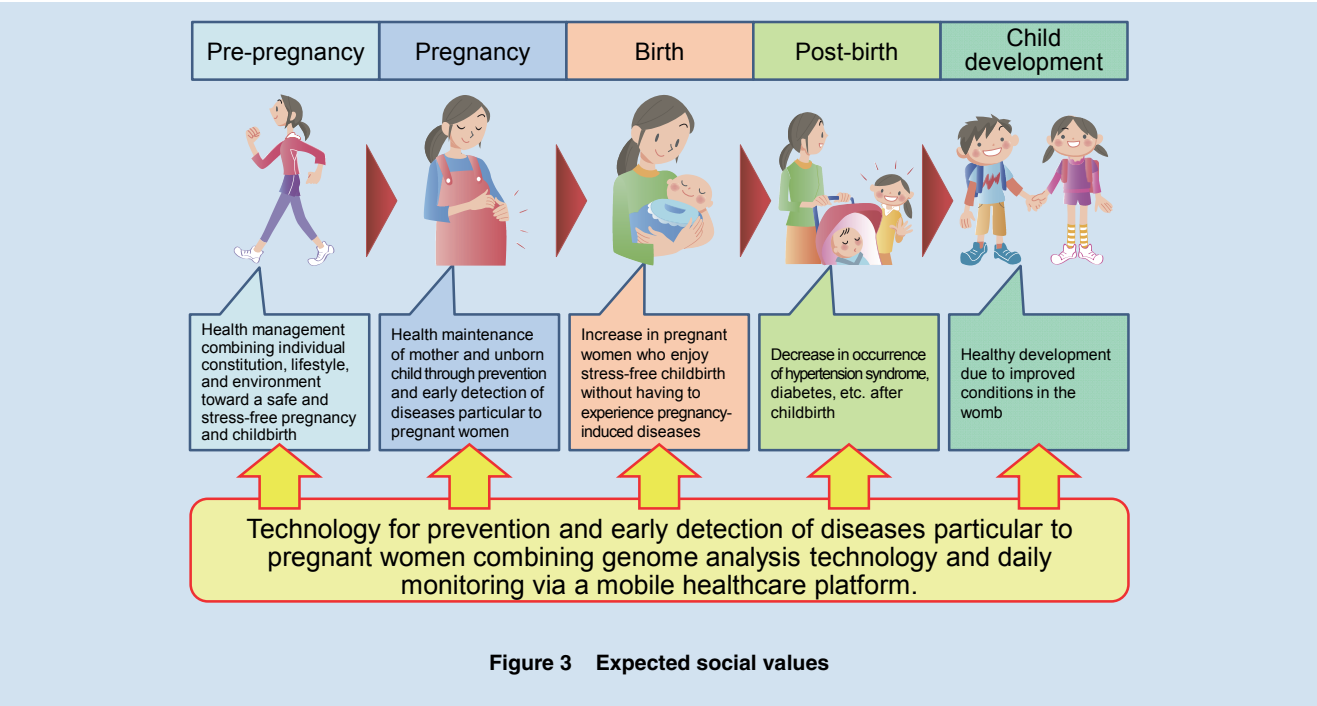 Pre-pregnancy
Pregnancy
Birth
Post-birth
Child
development
Health management
combining individual
constitution, lifestyle,
and environment
toward a safe and
stress-free pregnancy
and childbirth
Health maintenance
of mother and unborn
child through prevention
and early detection of
diseases particular to
pregnant women
Increase in pregnant
women who enjoy
stress-free childbirth
without having to
experience pregnancy-
induced diseases
Decrease in occurrence
of hypertension syndrome,
diabetes, etc. after
childbirth
Healthy development
due to improved
conditions in the
womb
Technology for prevention and early detection of diseases particular to
pregnant women combining genome analysis technology and daily
monitoring via a mobile healthcare platform.
Figure 3 Expected social values